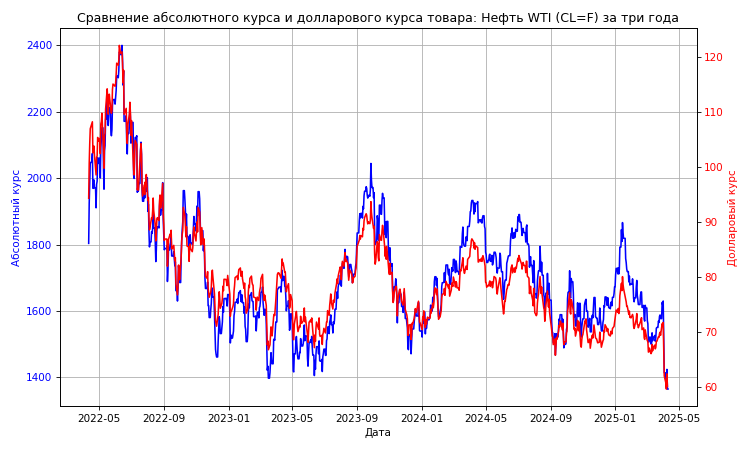 Сравнение абсолютного курса и долларового курса товара: Нефть WTI (CL=F) за три года
Абсолютный курс
2400
2200
2000
1800
1600
1400
120
110
100
90
80
70
60
Долларовый курс
2022-05 2022-09 2023-01 2023-05 2023-09 2024-01 2024-05 2024-09 2025-01 2025-05
Дата